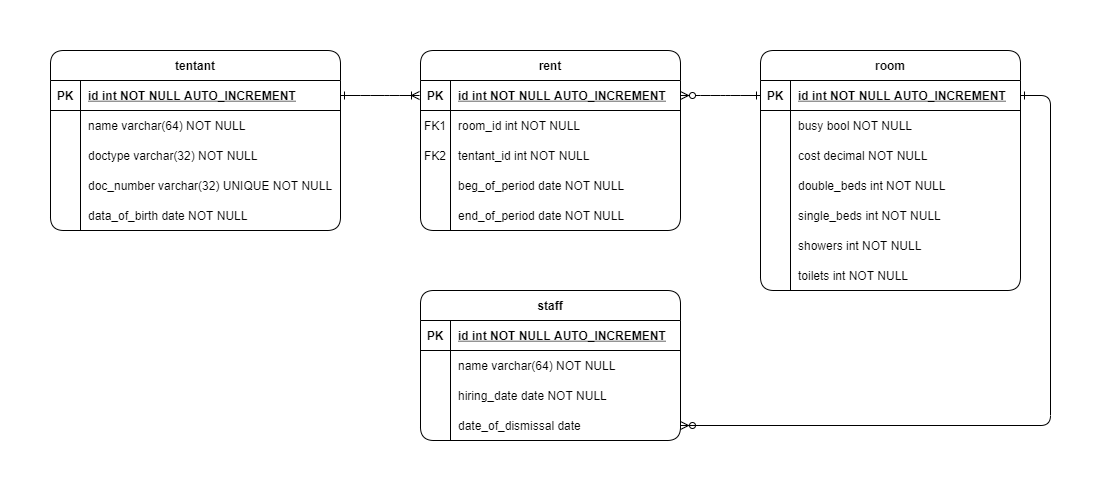 tentant
PK id int NOT NULL AUTO_INCREMENT
name varchar(64) NOT NULL
doctype varchar(32) NOT NULL
doc_number varchar(32) UNIQUE NOT NULL
data_of_birth date NOT NULL
rent
PK id int NOT NULL AUTO_INCREMENT
FK1 room_id int NOT NULL
FK2 tentant_id int NOT NULL
beg_of_period date NOT NULL
end_of_period date NOT NULL
room
PK id int NOT NULL AUTO_INCREMENT
busy bool NOT NULL
cost decimal NOT NULL
double_beds int NOT NULL
single_beds int NOT NULL
showers int NOT NULL
toilets int NOT NULL
staff
PK id int NOT NULL AUTO_INCREMENT
name varchar(64) NOT NULL
hiring_date date NOT NULL
date_of_dismissal date